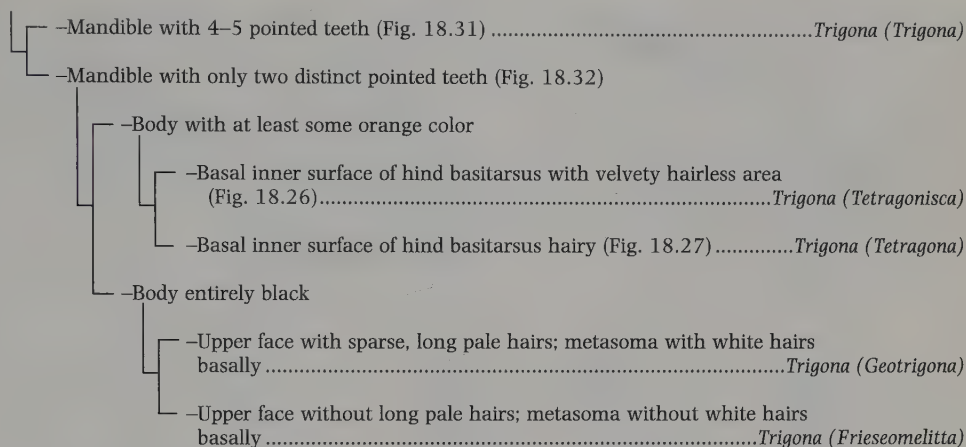 –Mandible with 4–5 pointed teeth (Fig. 18.31) ............................................................Trigona (Trigona)
–Mandible with only two distinct pointed teeth (Fig. 18.32)
–Body with at least some orange color
–Basal inner surface of hind basitarsus with velvety hairless area
(Fig. 18.26)...................................................................................Trigona (Tetragonisca)
–Basal inner surface of hind basitarsus hairy (Fig. 18.27) ..............Trigona (Tetragona)
–Body entirely black
–Upper face with sparse, long pale hairs; metasoma with white hairs
basally ...............................................................................................Trigona (Geotrigona)
–Upper face without long pale hairs; metasoma without white hairs
basally ..........................................................................................Trigona (Frieseomelitta)